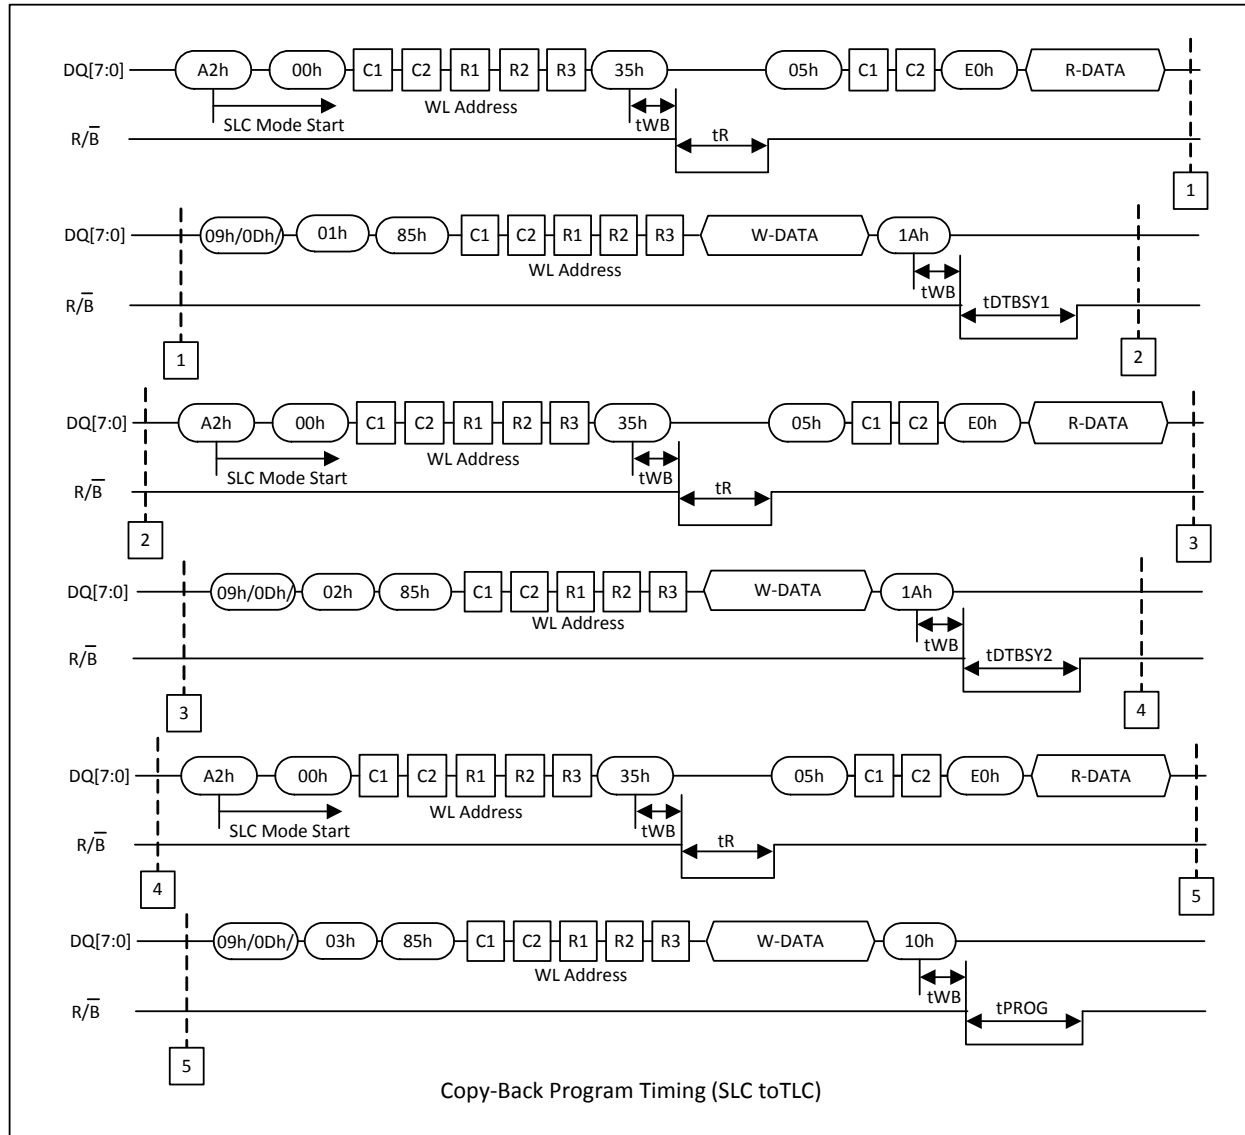 DQ[7:0] A2h 00h C1 C2 R1 R2 R3 35h 05h C1 C2 E0h R-DATA
WL Address
SLC Mode Start tWB
R/B̅ tR
1
DQ[7:0] 09h/0Dh/ 01h 85h C1 C2 R1 R2 R3 W-DATA 1Ah
WL Address
tWB
R/B̅ tDTBSY1
1 2
DQ[7:0] A2h 00h C1 C2 R1 R2 R3 35h 05h C1 C2 E0h R-DATA
WL Address
SLC Mode Start tWB
R/B̅ tR
2 3
DQ[7:0] 09h/0Dh/ 02h 85h C1 C2 R1 R2 R3 W-DATA 1Ah
WL Address
tWB
R/B̅ tDTBSY2
3 4
DQ[7:0] A2h 00h C1 C2 R1 R2 R3 35h 05h C1 C2 E0h R-DATA
WL Address
SLC Mode Start tWB
R/B̅ tR
4 5
DQ[7:0] 09h/0Dh/ 03h 85h C1 C2 R1 R2 R3 W-DATA 10h
WL Address
tWB
R/B̅ tPROG
5
Copy-Back Program Timing (SLC toTLC)